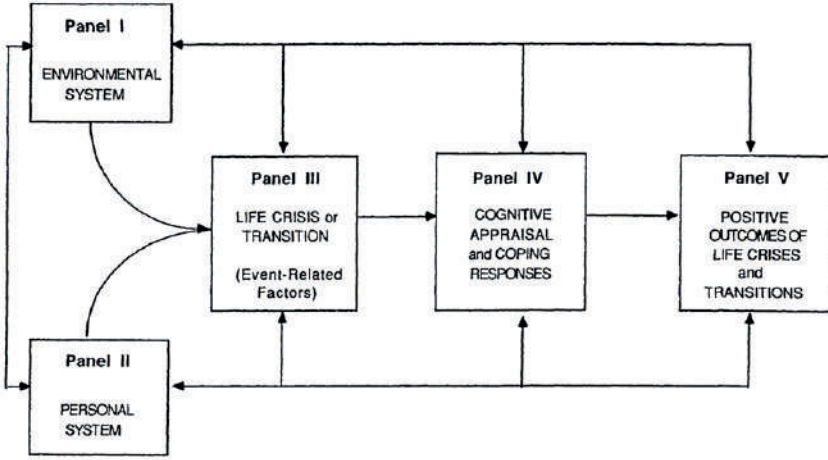 Panel I
ENVIRONMENTAL
SYSTEM
Panel III
LIFE CRISIS or
TRANSITION
(Event-Related
Factors)
Panel IV
COGNITIVE
APPRAISAL
and COPING
RESPONSES
Panel V
POSITIVE
OUTCOMES OF
LIFE CRISES
and
TRANSITIONS
Panel II
PERSONAL
SYSTEM